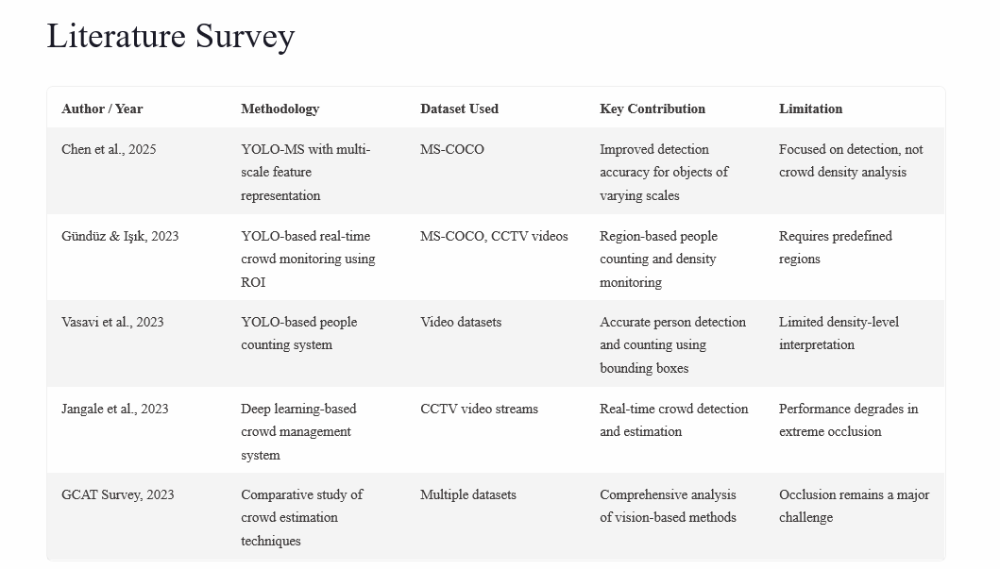 Literature Survey
Author / Year Methodology Dataset Used Key Contribution Limitation
Chen et al., 2025 YOLO-MS with multi- MS-COCO Improved detection Focused on detection, not
scale feature accuracy for objects of crowd density analysis
representation varying scales
Gündüz & Işık, 2023 YOLO-based real-time MS-COCO, CCTV videos Region-based people Requires predefined
crowd monitoring using counting and density regions
ROI monitoring
Vasavi et al., 2023 YOLO-based people Video datasets Accurate person detection Limited density-level
counting system and counting using interpretation
bounding boxes
Jangale et al., 2023 Deep learning-based CCTV video streams Real-time crowd detection Performance degrades in
crowd management and estimation extreme occlusion
system
GCAT Survey, 2023 Comparative study of Multiple datasets Comprehensive analysis Occlusion remains a major
crowd estimation of vision-based methods challenge
techniques